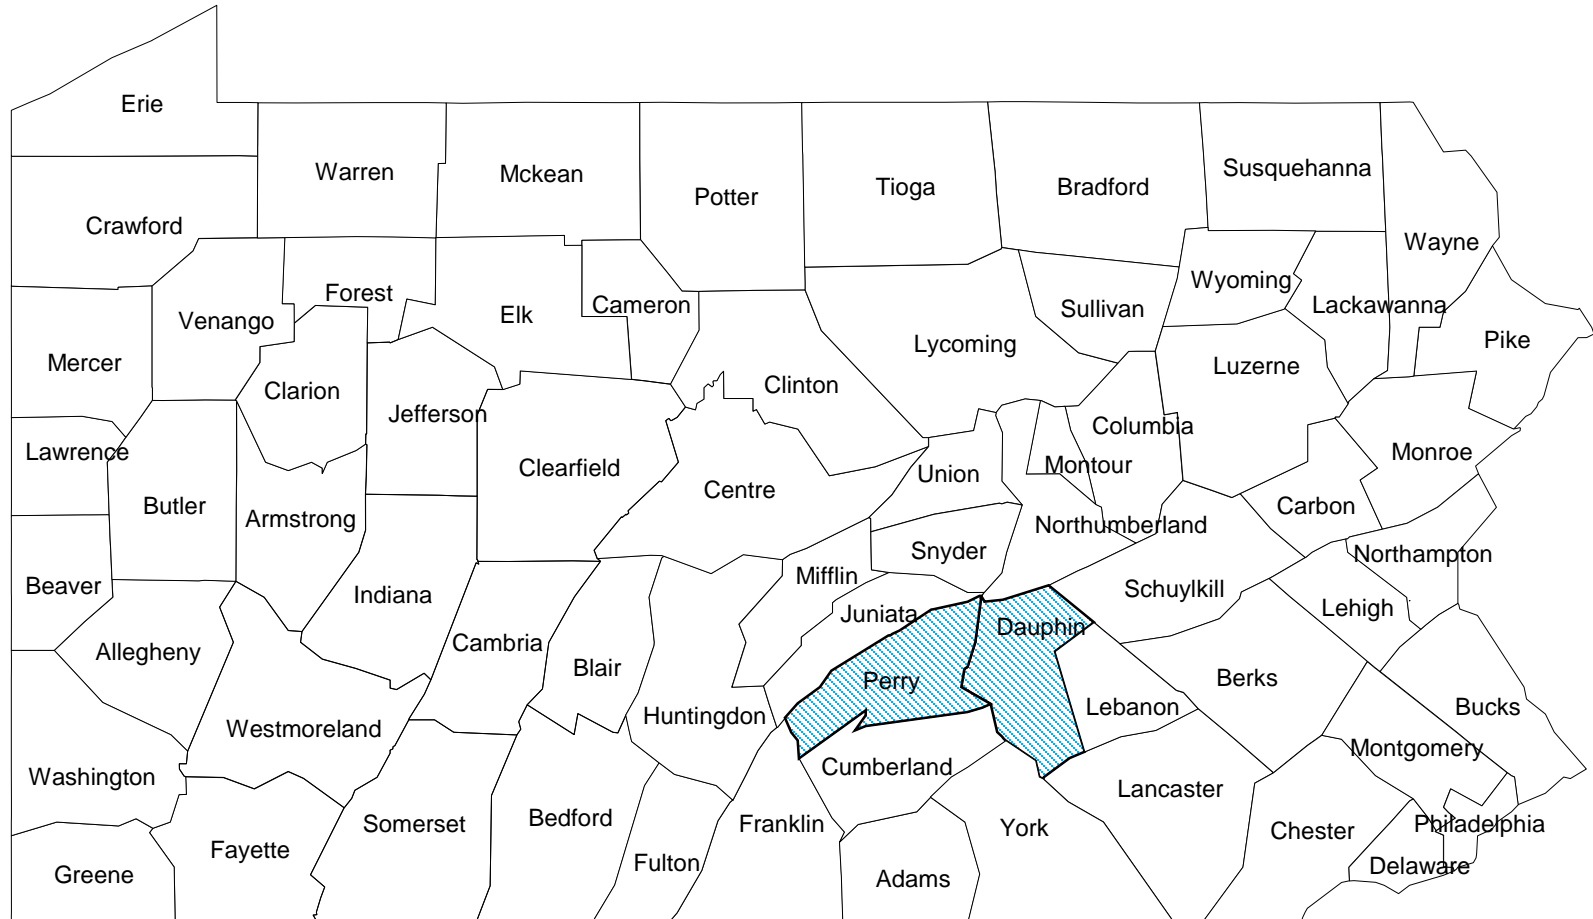 Erie
Warren
Mckean
Potter
Tioga
Bradford
Susquehanna
Crawford
Wayne
Forest
Venango
Elk
Cameron
Wyoming
Lackawanna
Sullivan
Lycoming
Pike
Mercer
Clarion
Jefferson
Clinton
Luzerne
Columbia
Monroe
Lawrence
Clearfield
Centre
Union
Montour
Butler
Armstrong
Carbon
Northumberland
Snyder
Northampton
Beaver
Indiana
Mifflin
Schuylkill
Lehigh
Juniata
Dauphin
Allegheny
Cambria
Blair
Perry
Berks
Huntingdon
Lebanon
Bucks
Westmoreland
Montgomery
Washington
Cumberland
Lancaster
Somerset
Bedford
Franklin
York
Chester
Philadelphia
Fayette
Fulton
Delaware
Greene
Adams